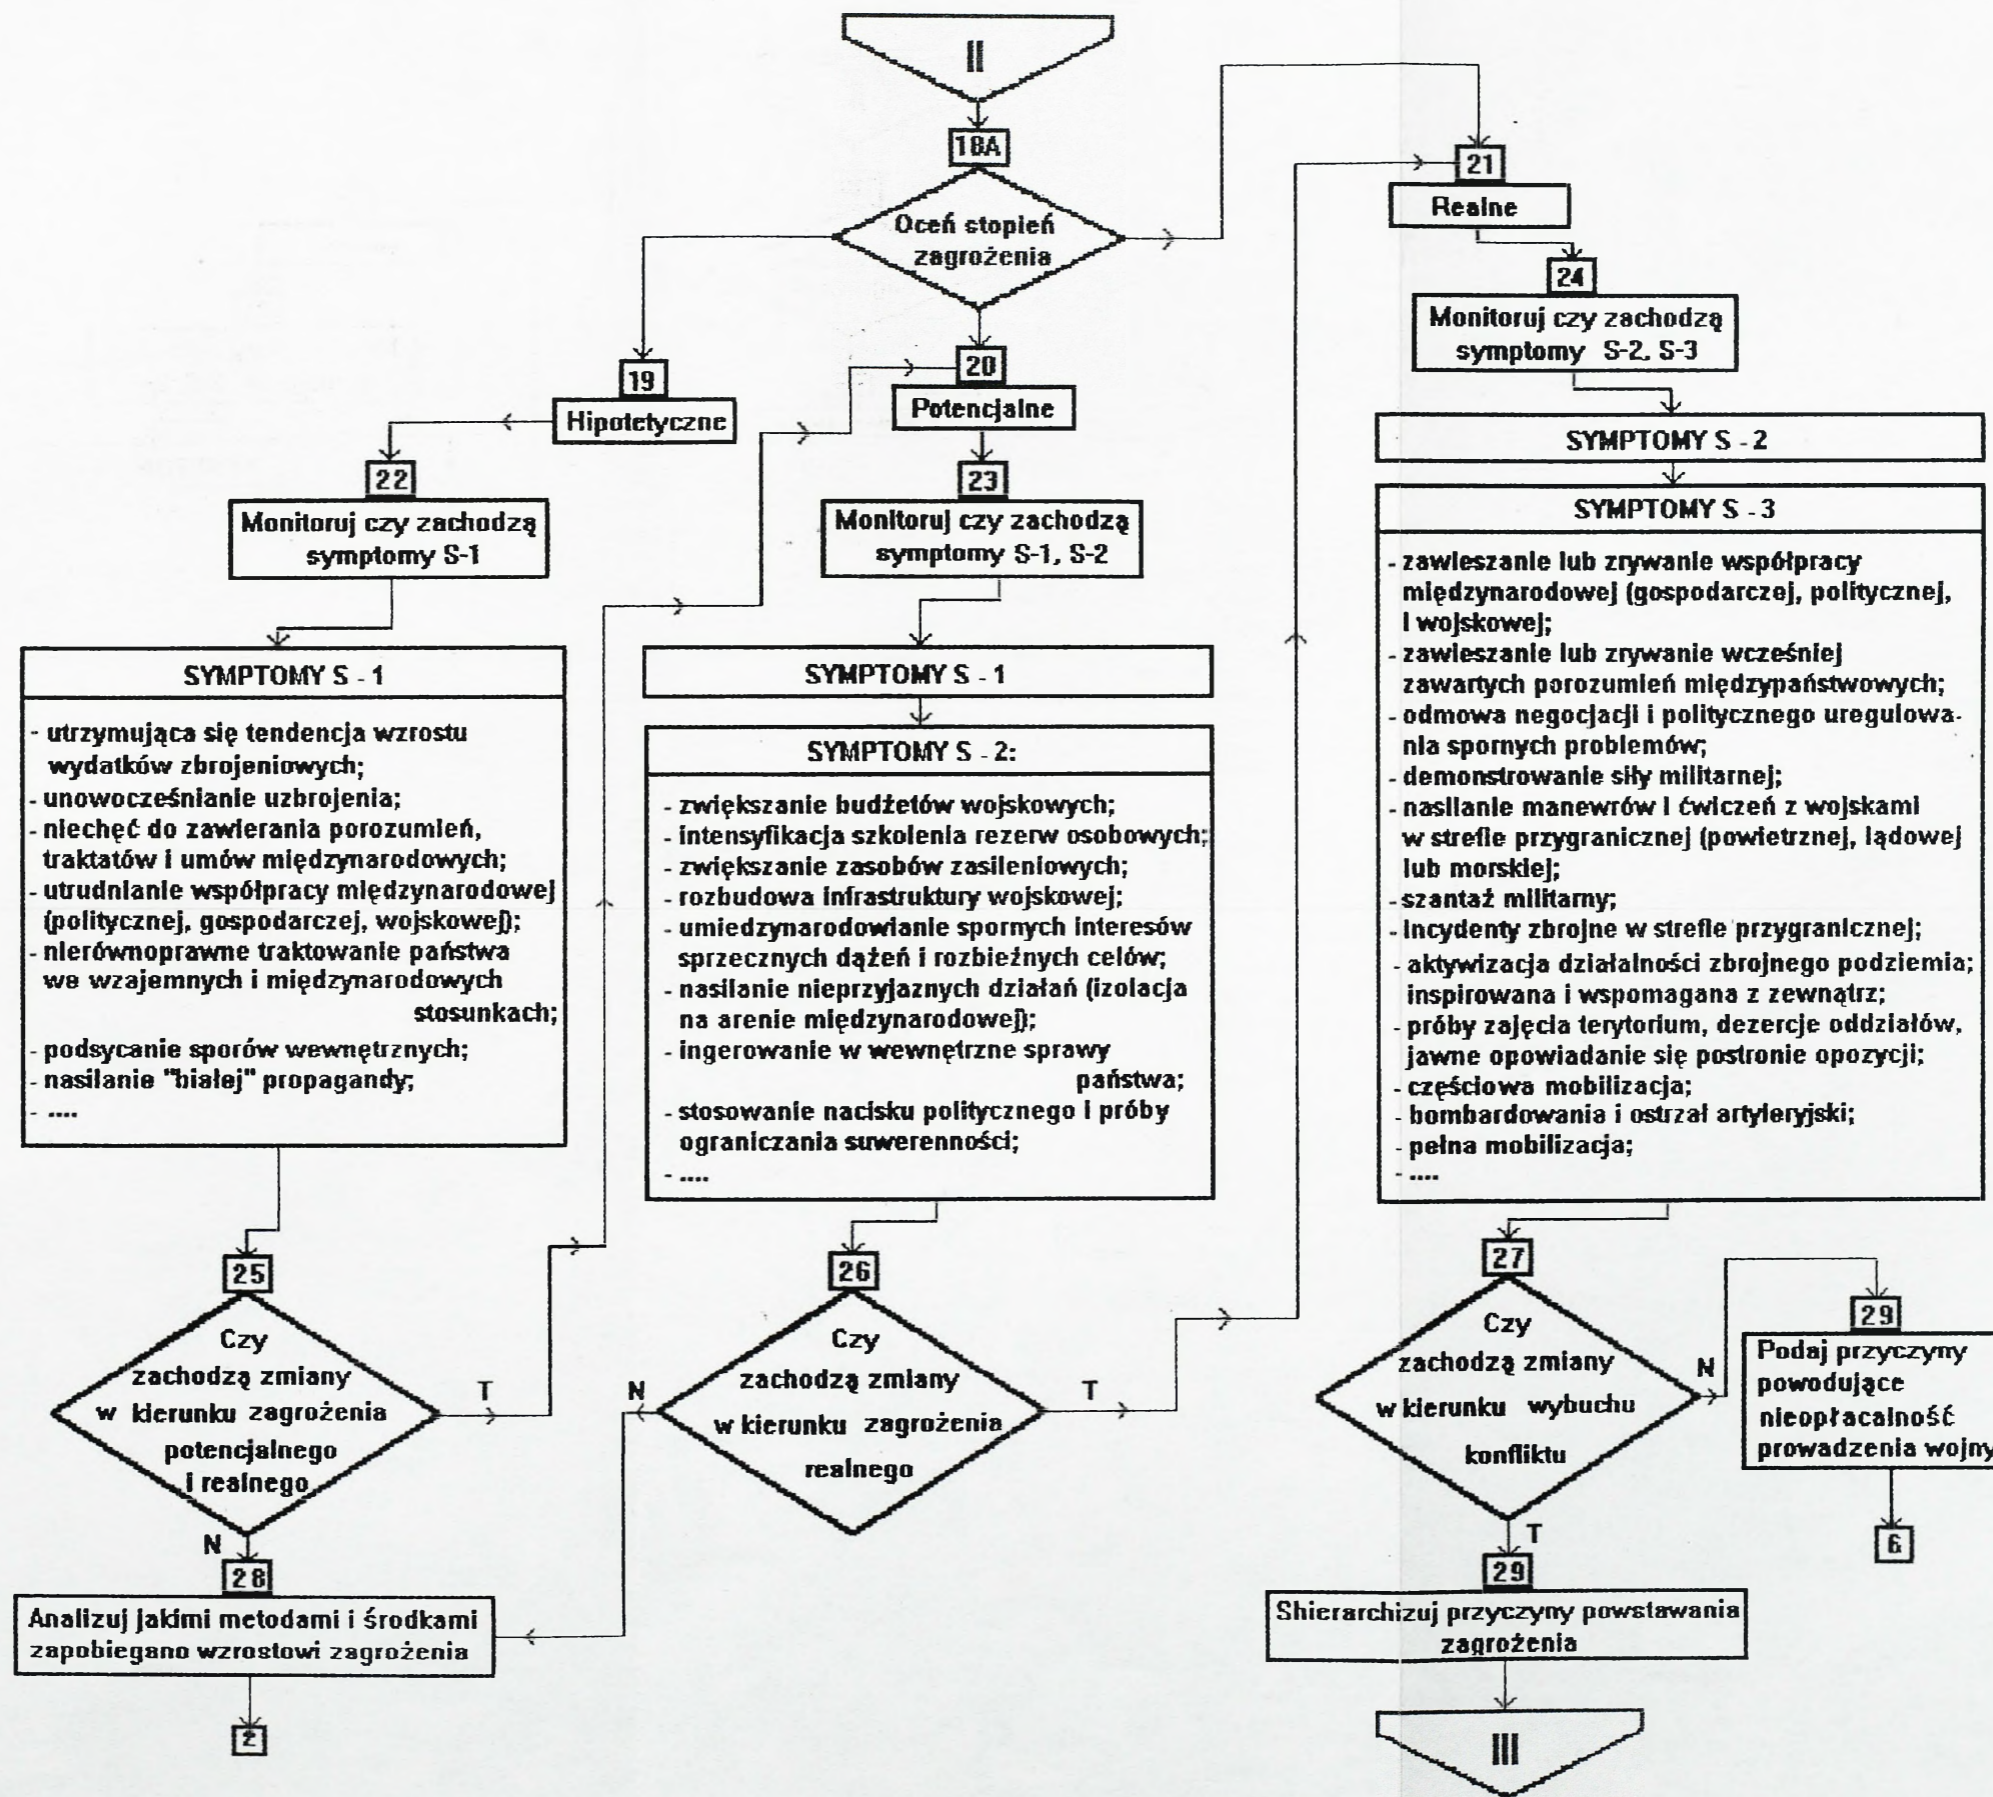 II
18A
Oceń stopień
zagrożenia
19
Hipotetyczne
20
Potencjalne
21
Realne
22
Monitoruj czy zachodzą
symptomy S-1
23
Monitoruj czy zachodzą
symptomy S-1, S-2
24
Monitoruj czy zachodzą
symptomy S-2, S-3
SYMPTOMY S - 1
- utrzymująca się tendencja wzrostu
wydatków zbrojeniowych;
- unowocześnianie uzbrojenia;
- niechęć do zawierania porozumień,
traktatów i umów międzynarodowych;
- utrudnianie współpracy międzynarodowej
(politycznej, gospodarczej, wojskowej);
- nierównoprawne traktowanie państwa
we wzajemnych i międzynarodowych
stosunkach;
- podsycanie sporów wewnętrznych;
- nasilanie "białej" propagandy;
- ....
SYMPTOMY S - 1
SYMPTOMY S - 2:
- zwiększanie budżetów wojskowych;
- intensyfikacja szkolenia rezerw osobowych;
- zwiększanie zasobów zasileniowych;
- rozbudowa infrastruktury wojskowej;
- umiedzynarodowianie spornych interesów
sprzecznych dążeń i rozbieżnych celów;
- nasilanie nieprzyjaznych działań (izolacja
na arenie międzynarodowej);
- ingerowanie w wewnętrzne sprawy
państwa;
- stosowanie nacisku politycznego i próby
ograniczania suwerenności;
- ....
SYMPTOMY S - 2
SYMPTOMY S - 3
- zawieszanie lub zrywanie współpracy
międzynarodowej (gospodarczej, politycznej,
i wojskowej;
- zawieszanie lub zrywanie wcześniej
zawartych porozumień międzypaństwowych;
- odmowa negocjacji i politycznego uregulowa-
nia spornych problemów;
- demonstrowanie siły militarnej;
- nasilanie manewrów i ćwiczeń z wojskami
w strefie przygranicznej (powietrznej, lądowej
lub morskiej;
- szantaż militarny;
- incydenty zbrojne w strefie przygranicznej;
- aktywizacja działalności zbrojnego podziemia;
inspirowana i wspomagana z zewnątrz;
- próby zajęcia terytorium, dezercje oddziałów,
jawne opowiadanie się postronie opozycji;
- częściowa mobilizacja;
- bombardowania i ostrzał artyleryjski;
- pełna mobilizacja;
- ....
25
Czy
zachodzą zmiany
w kierunku zagrożenia
potencjalnego
i realnego
T
N
26
Czy
zachodzą zmiany
w kierunku zagrożenia
realnego
N
T
27
Czy
zachodzą zmiany
w kierunku wybuchu
konfliktu
N
T
29
Podaj przyczyny
powodujące
nieopłacalność
prowadzenia wojny
6
28
Analizuj jakimi metodami i środkami
zapobiegano wzrostowi zagrożenia
2
29
Shierarchizuj przyczyny powstawania
zagrożenia
III